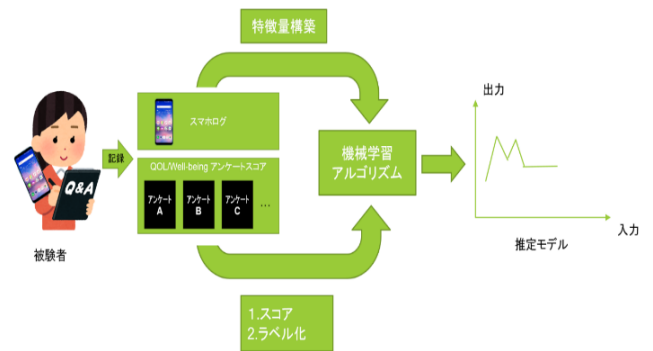 特徴量構築
スマホログ
記録
QOL/Well-being アンケートスコア
アンケート
A
アンケート
B
アンケート
C
…
Q&A
被験者
機械学習
アルゴリズム
出力
入力
推定モデル
1.スコア
2.ラベル化